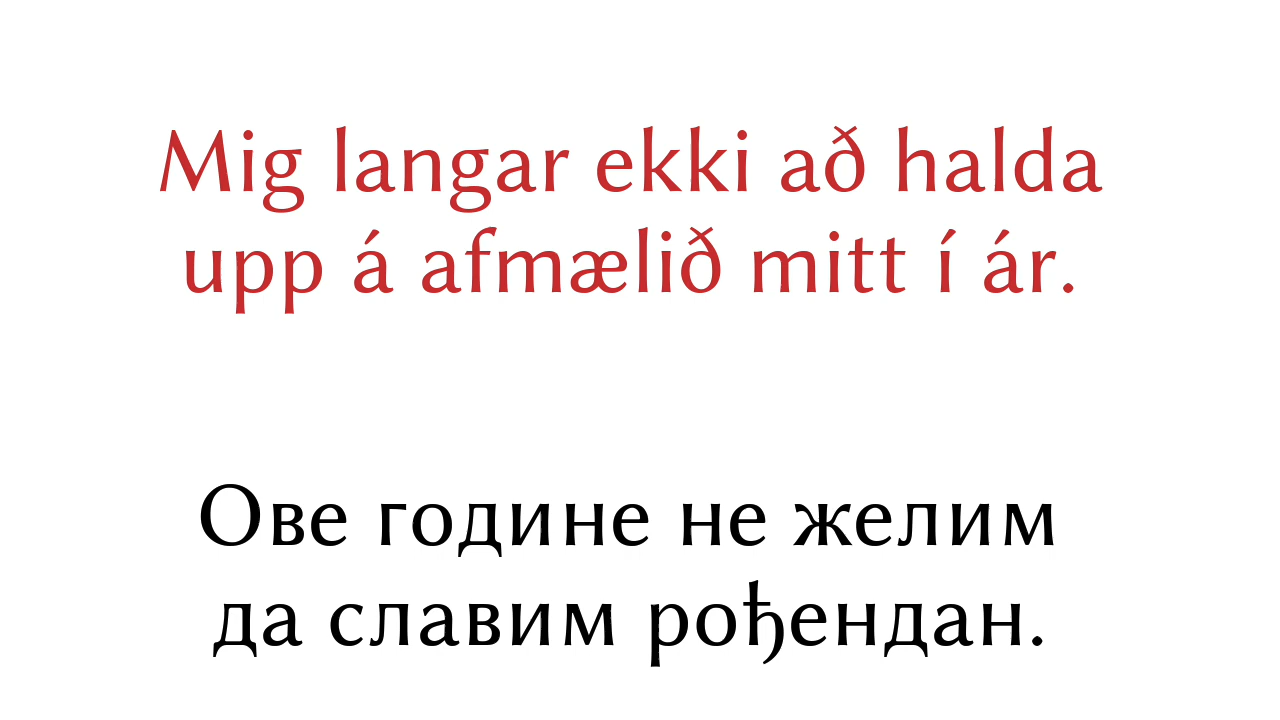 Mig langar ekki að halda
upp á afmælið mitt í ár.
Ове године не желим
да славим рођендан.